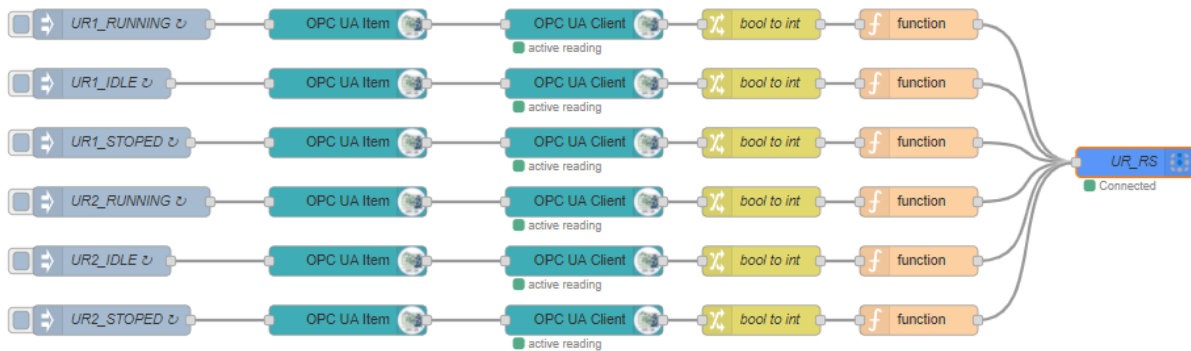 UR1_RUNNING ↻ OPC UA Item OPC UA Client bool to int function
active reading
UR1_IDLE ↻ OPC UA Item OPC UA Client bool to int function
active reading
UR1_STOPED ↻ OPC UA Item OPC UA Client bool to int function
active reading
UR_RS
Connected
UR2_RUNNING ↻ OPC UA Item OPC UA Client bool to int function
active reading
UR2_IDLE ↻ OPC UA Item OPC UA Client bool to int function
active reading
UR2_STOPED ↻ OPC UA Item OPC UA Client bool to int function
active reading